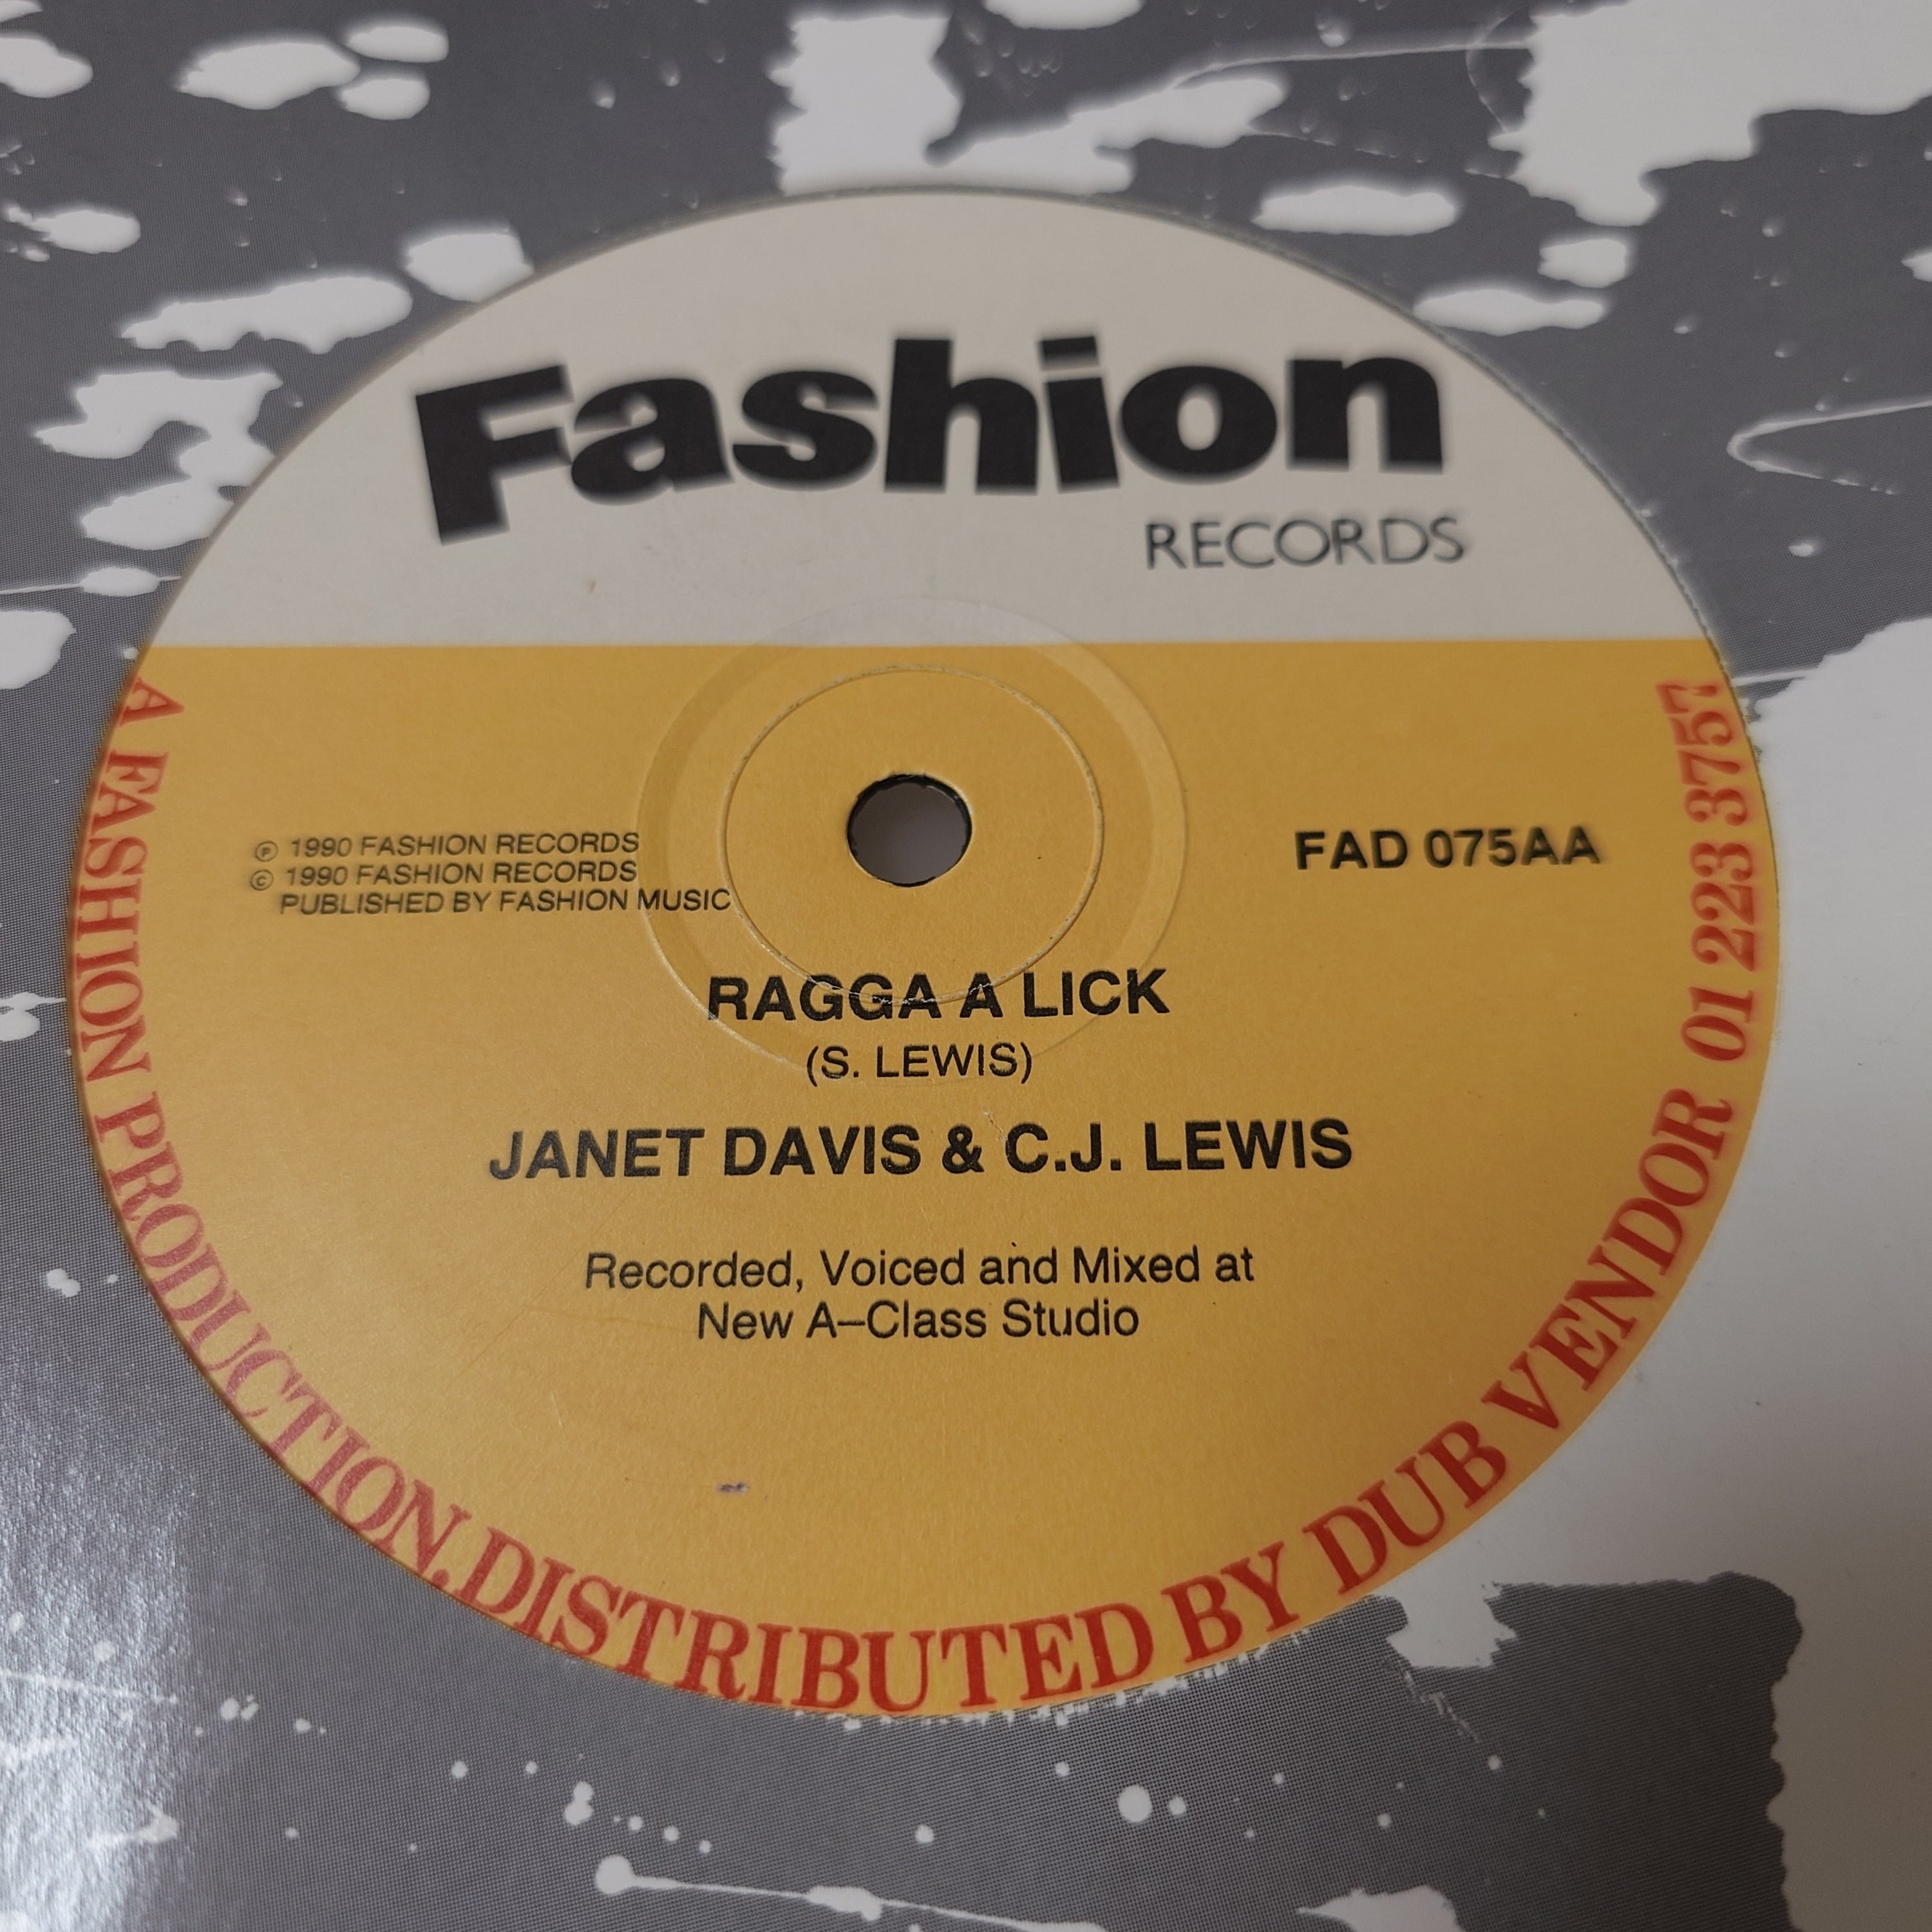 Fashion
RECORDS
℗ 1990 FASHION RECORDS
© 1990 FASHION RECORDS
PUBLISHED BY FASHION MUSIC
FAD 075AA
RAGGA A LICK
(S. LEWIS)
JANET DAVIS & C.J. LEWIS
Recorded, Voiced and Mixed at
New A–Class Studio
A FASHION PRODUCTION. DISTRIBUTED BY DUB VENDOR 01 223 3757